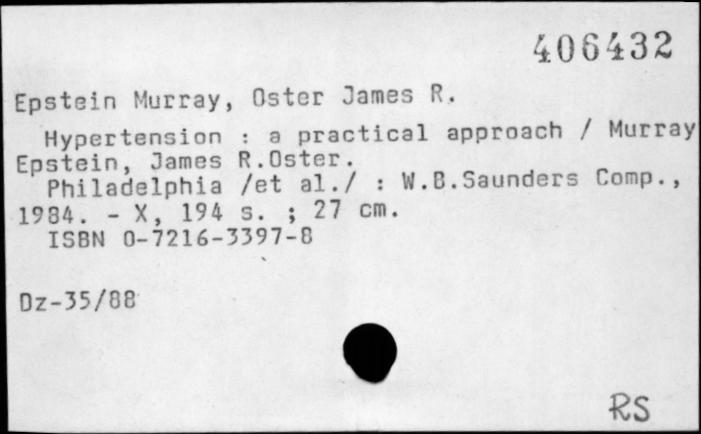 406432
Epstein Murray, Oster James R.
Hypertension : a practical approach / Murray
Epstein, James R.Oster.
Philadelphia /et al./ : W.B.Saunders Comp.,
1984. - X, 194 s. ; 27 cm.
ISBN 0-7216-3397-8
Dz-35/88
RS